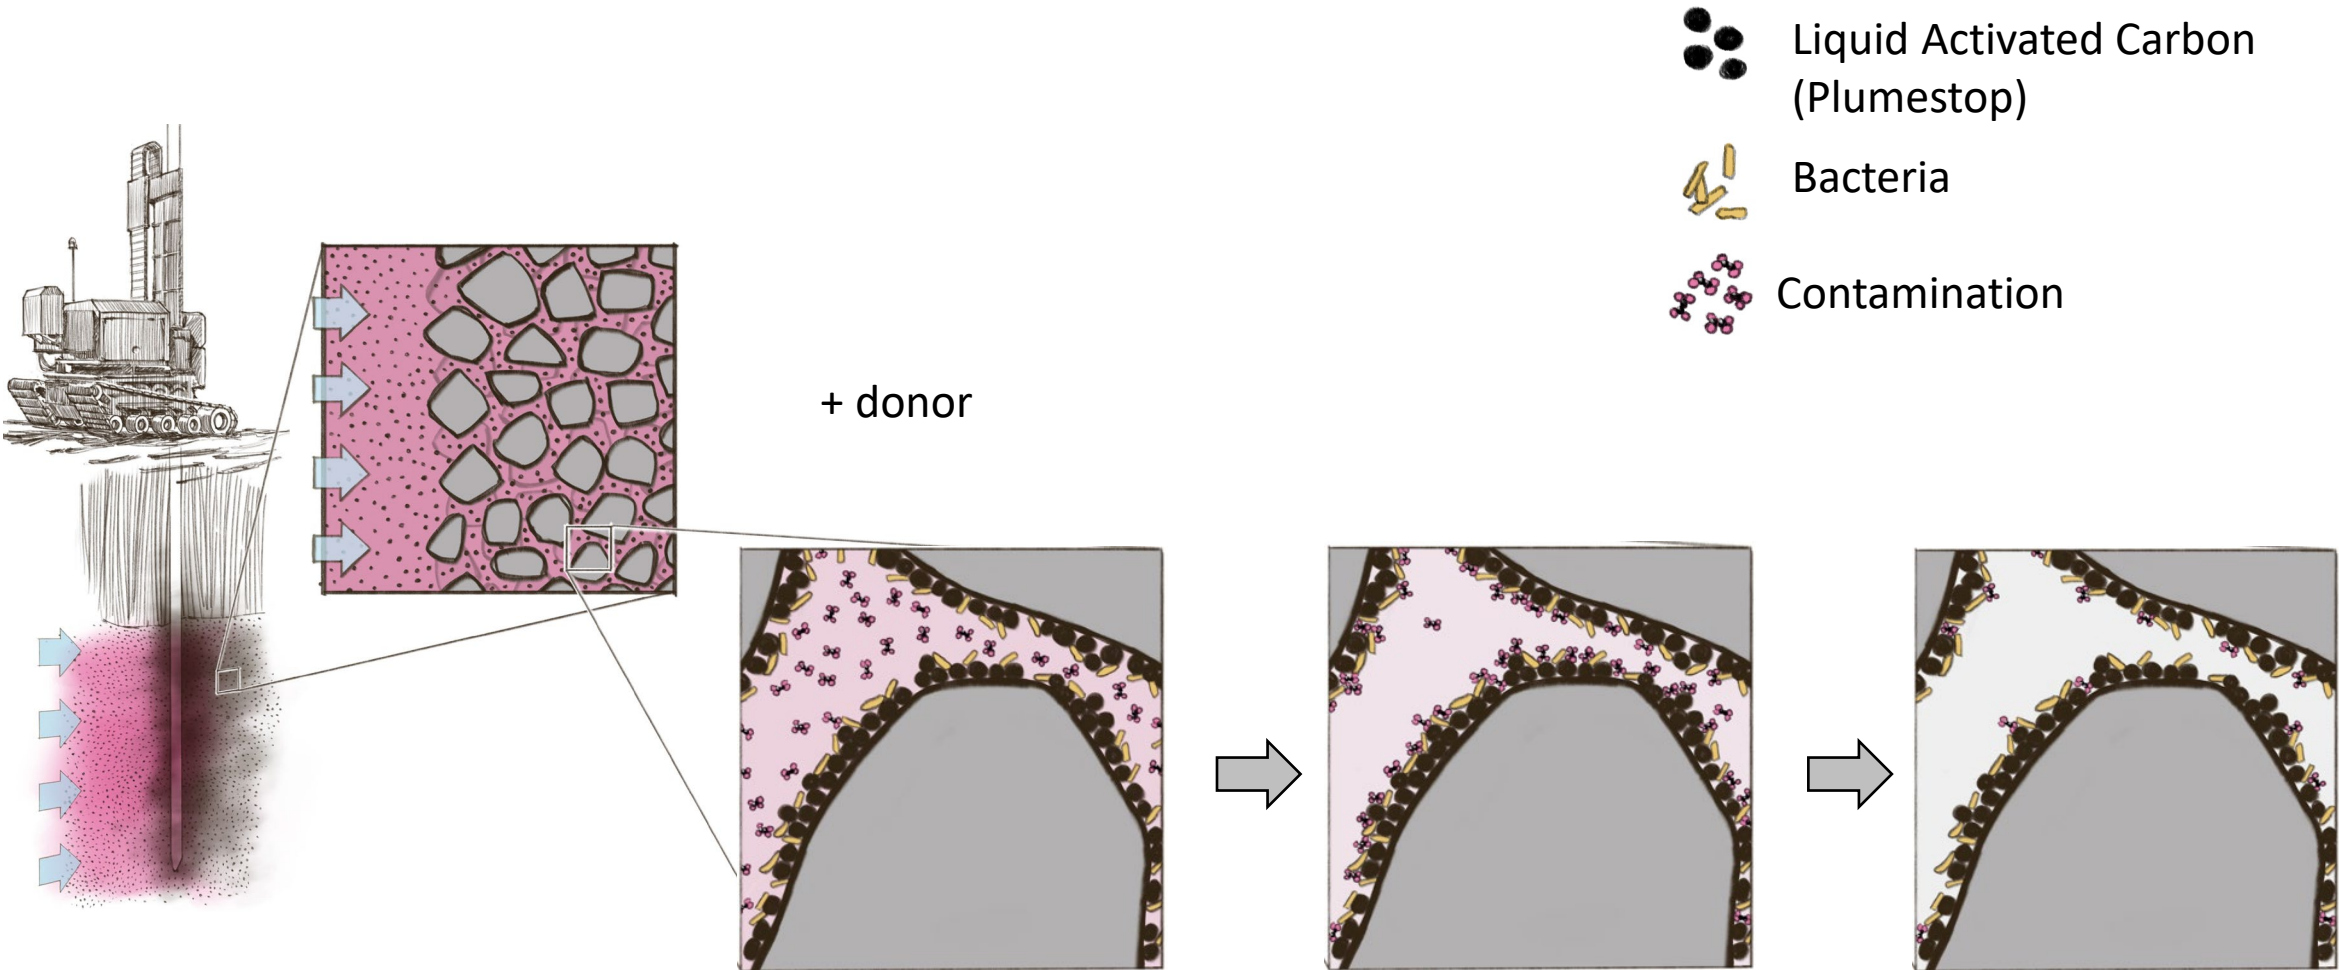 Liquid Activated Carbon
(Plumestop)
Bacteria
Contamination
+ donor